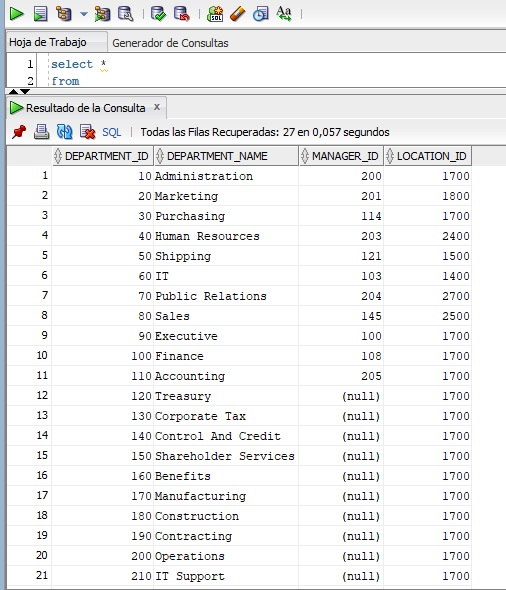 SQL
Aa
Hoja de Trabajo Generador de Consultas
1 select *
2 from
Resultado de la Consulta x
SQL | Todas las Filas Recuperadas: 27 en 0,057 segundos
DEPARTMENT_ID DEPARTMENT_NAME MANAGER_ID LOCATION_ID
1 10 Administration 200 1700
2 20 Marketing 201 1800
3 30 Purchasing 114 1700
4 40 Human Resources 203 2400
5 50 Shipping 121 1500
6 60 IT 103 1400
7 70 Public Relations 204 2700
8 80 Sales 145 2500
9 90 Executive 100 1700
10 100 Finance 108 1700
11 110 Accounting 205 1700
12 120 Treasury (null) 1700
13 130 Corporate Tax (null) 1700
14 140 Control And Credit (null) 1700
15 150 Shareholder Services (null) 1700
16 160 Benefits (null) 1700
17 170 Manufacturing (null) 1700
18 180 Construction (null) 1700
19 190 Contracting (null) 1700
20 200 Operations (null) 1700
21 210 IT Support (null) 1700